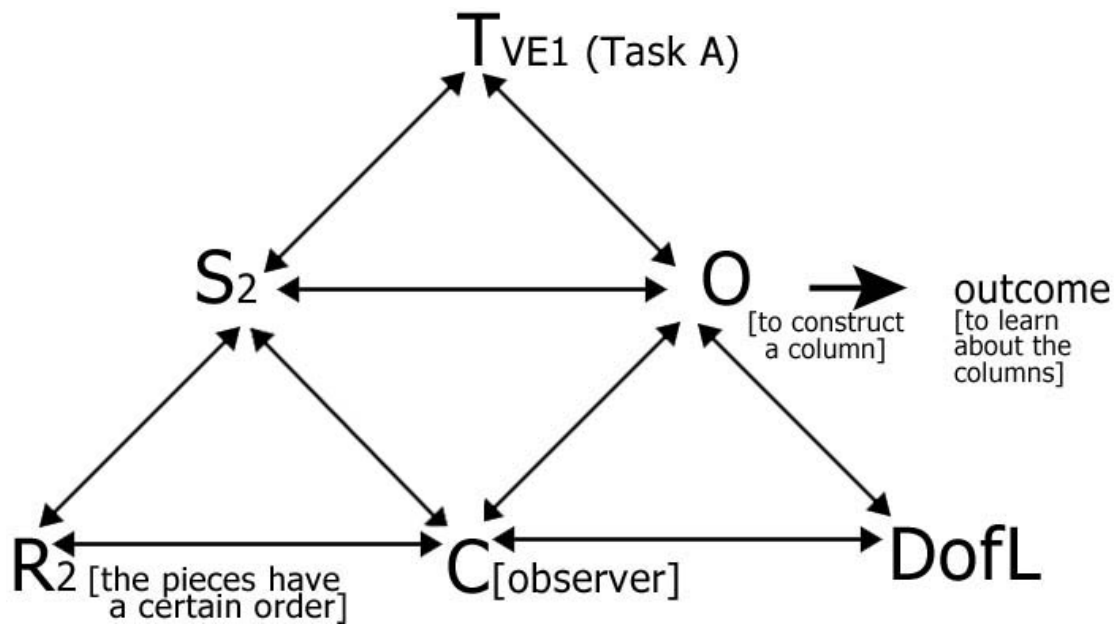 TVE1 (Task A)
S2
O
outcome
[to construct
a column]
[to learn
about the
columns]
R2 [the pieces have
a certain order]
C[observer]
DofL